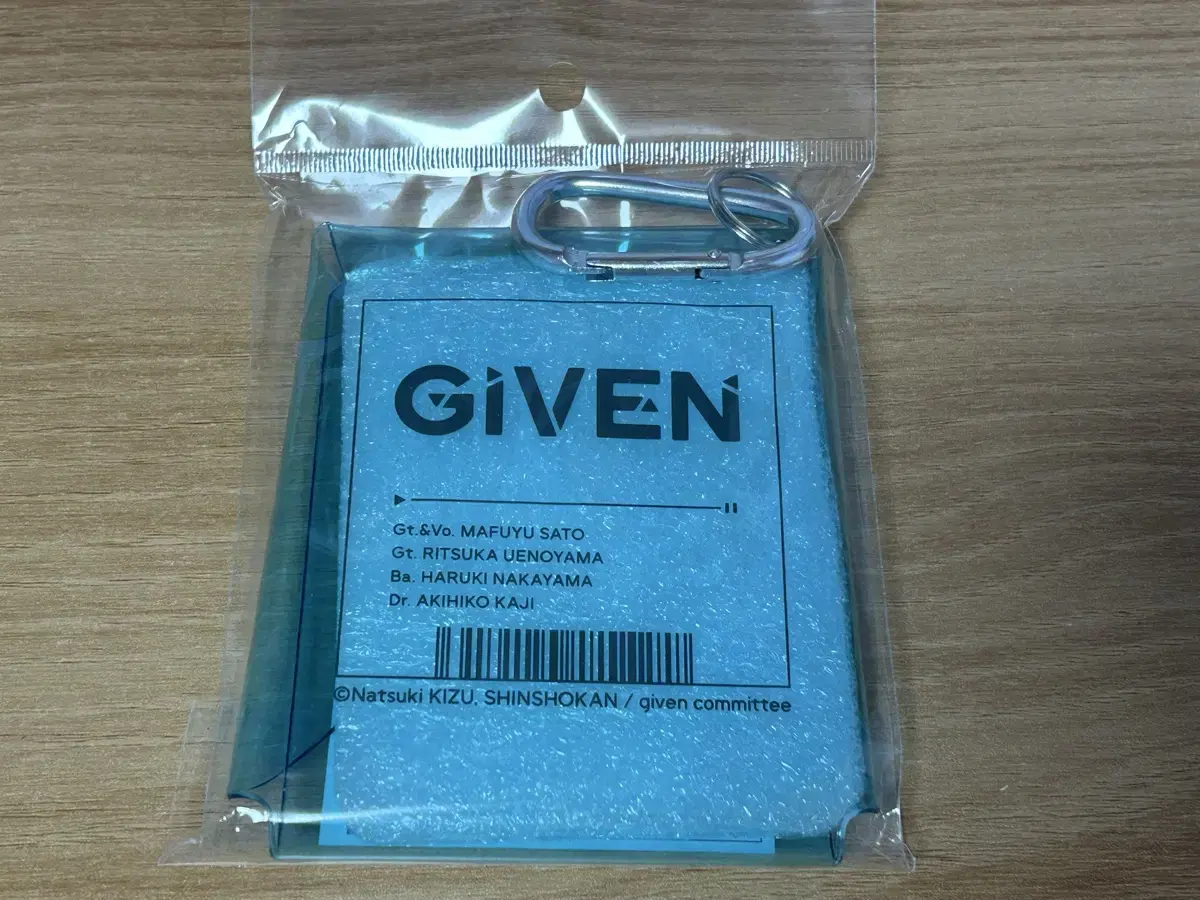 GiVEN
Gt.&Vo. MAFUYU SATO
Gt. RITSUKA UENOYAMA
Ba. HARUKI NAKAYAMA
Dr. AKIHIKO KAJI
©Natsuki KIZU, SHINSHOKAN / given committee